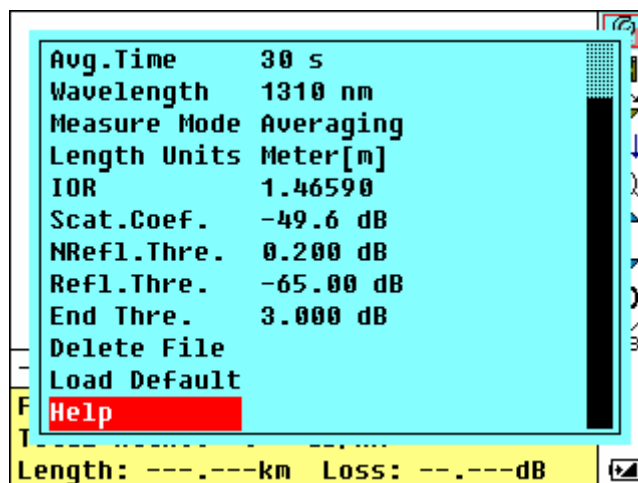 Avg.Time 30 s
Wavelength 1310 nm
Measure Mode Averaging
Length Units Meter[m]
IOR 1.46590
Scat.Coef. -49.6 dB
NRefl.Thre. 0.200 dB
Refl.Thre. -65.00 dB
End Thre. 3.000 dB
Delete File
Load Default
Help
Length: ---.---km Loss: --.---dB